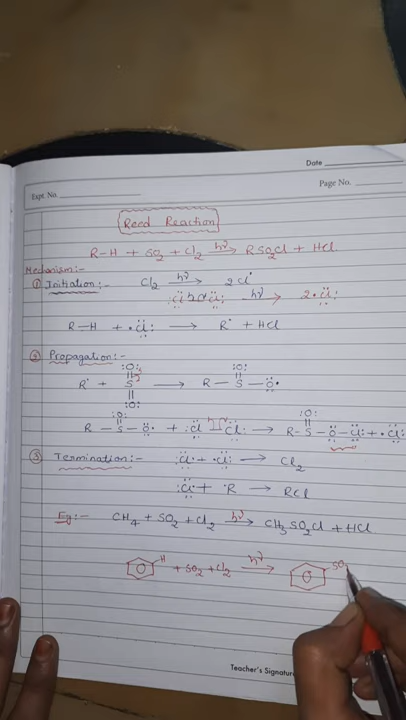 Date
Expt. No.
Page No.
Reed Reaction
R-H + SO₂ + Cl₂ —hν→ RSO₂Cl + HCl
Mechanism:-
① Initiation:- Cl₂ —hν→ 2Cl•
:Cl Cl: —hν→ 2•Cl:
R-H + •Cl: → R• + HCl
② Propagation:-
:O: :O:
R• + S → R-S-O•
:O:
:O: :O:
R-S-O• + :Cl Cl: → R-S-O-Cl: + •Cl:
③ Termination:- :Cl• + •Cl: → Cl₂
:Cl• + •R → RCl
Eg:- CH₄ + SO₂ + Cl₂ —hν→ CH₃SO₂Cl + HCl
H + SO₂ + Cl₂ —hν→ SO
Teacher's Signature